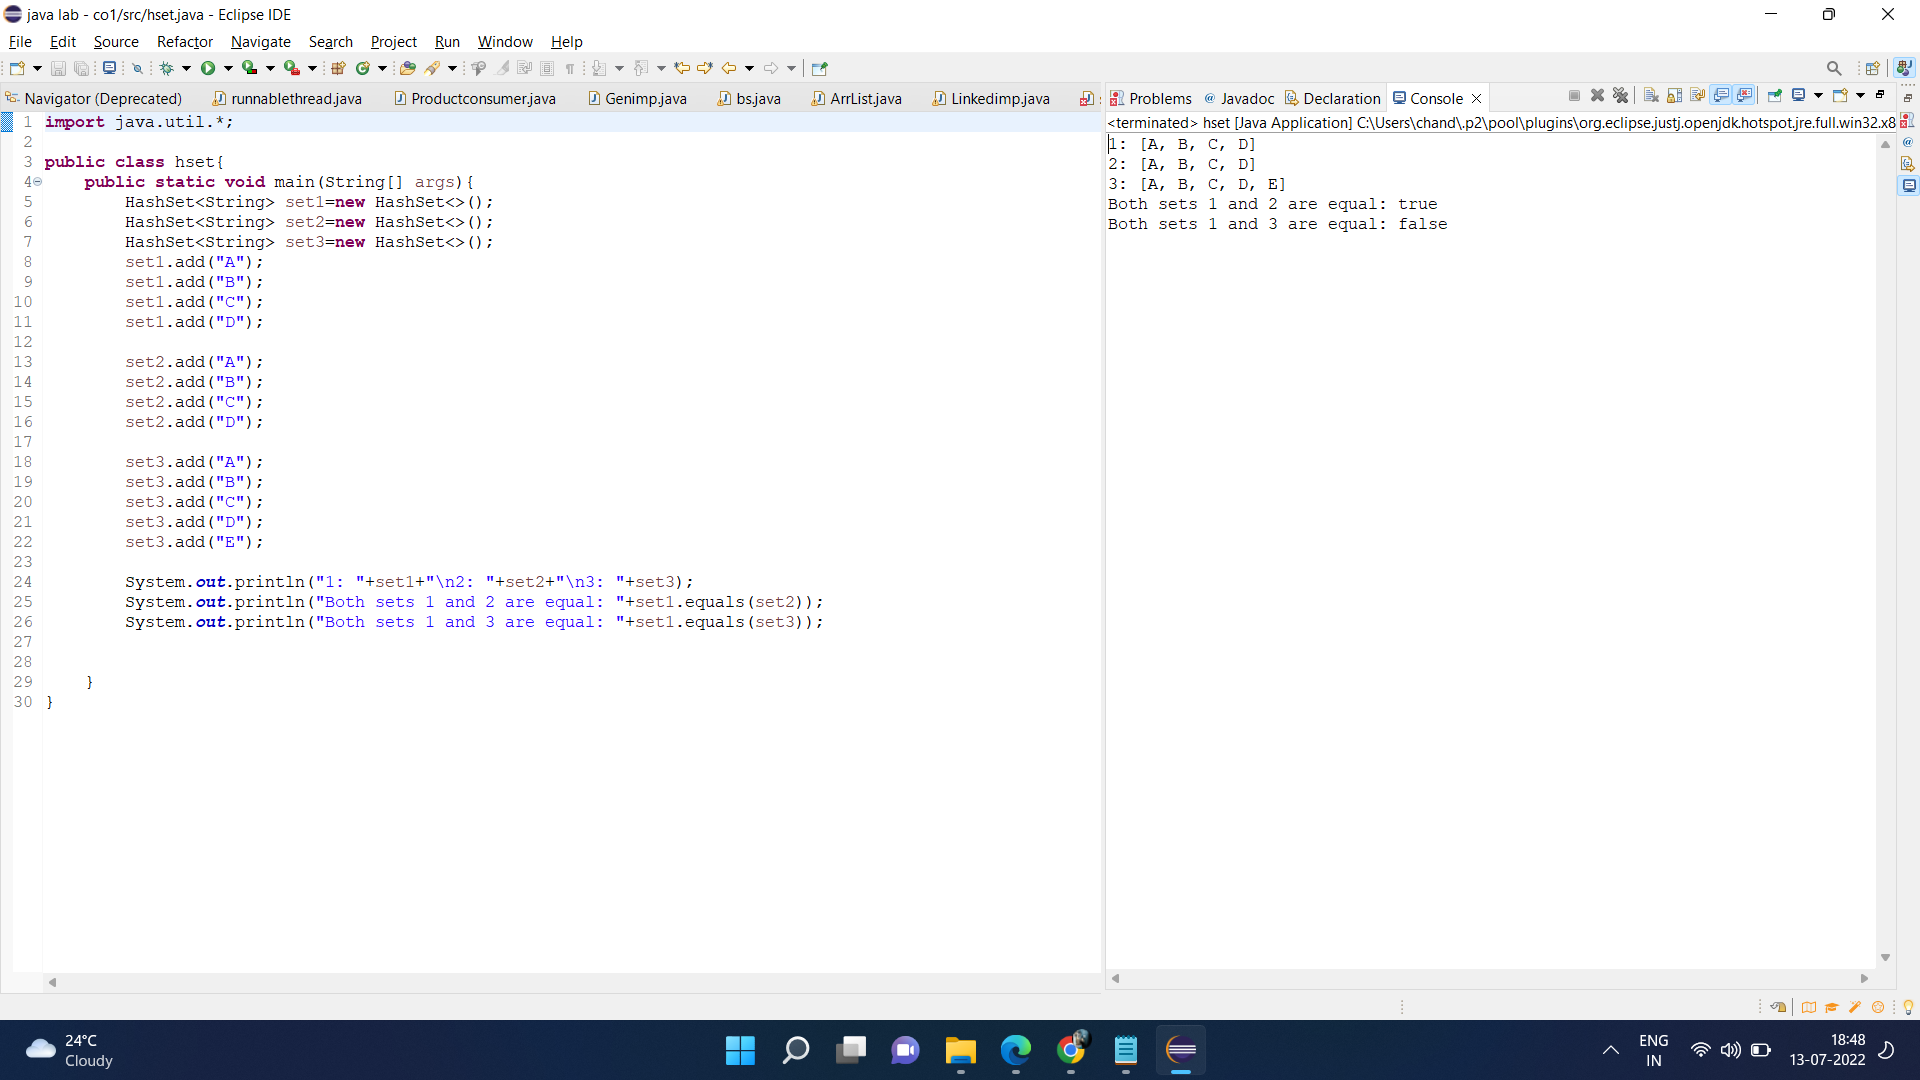 java lab - co1/src/hset.java - Eclipse IDE
File Edit Source Refactor Navigate Search Project Run Window Help
Navigator (Deprecated) runnablethread.java Productconsumer.java Genimp.java bs.java ArrList.java Linkedimp.java
Problems @ Javadoc Declaration Console
<terminated> hset [Java Application] C:\Users\chand\.p2\pool\plugins\org.eclipse.justj.openjdk.hotspot.jre.full.win32.x8
1 import java.util.*;
2
3 public class hset{
4 public static void main(String[] args){
5 HashSet<String> set1=new HashSet<>();
6 HashSet<String> set2=new HashSet<>();
7 HashSet<String> set3=new HashSet<>();
8 set1.add("A");
9 set1.add("B");
10 set1.add("C");
11 set1.add("D");
12
13 set2.add("A");
14 set2.add("B");
15 set2.add("C");
16 set2.add("D");
17
18 set3.add("A");
19 set3.add("B");
20 set3.add("C");
21 set3.add("D");
22 set3.add("E");
23
24 System.out.println("1: "+set1+"\n2: "+set2+"\n3: "+set3);
25 System.out.println("Both sets 1 and 2 are equal: "+set1.equals(set2));
26 System.out.println("Both sets 1 and 3 are equal: "+set1.equals(set3));
27
28
29 }
30 }
1: [A, B, C, D]
2: [A, B, C, D]
3: [A, B, C, D, E]
Both sets 1 and 2 are equal: true
Both sets 1 and 3 are equal: false
24°C
Cloudy
ENG
IN
18:48
13-07-2022